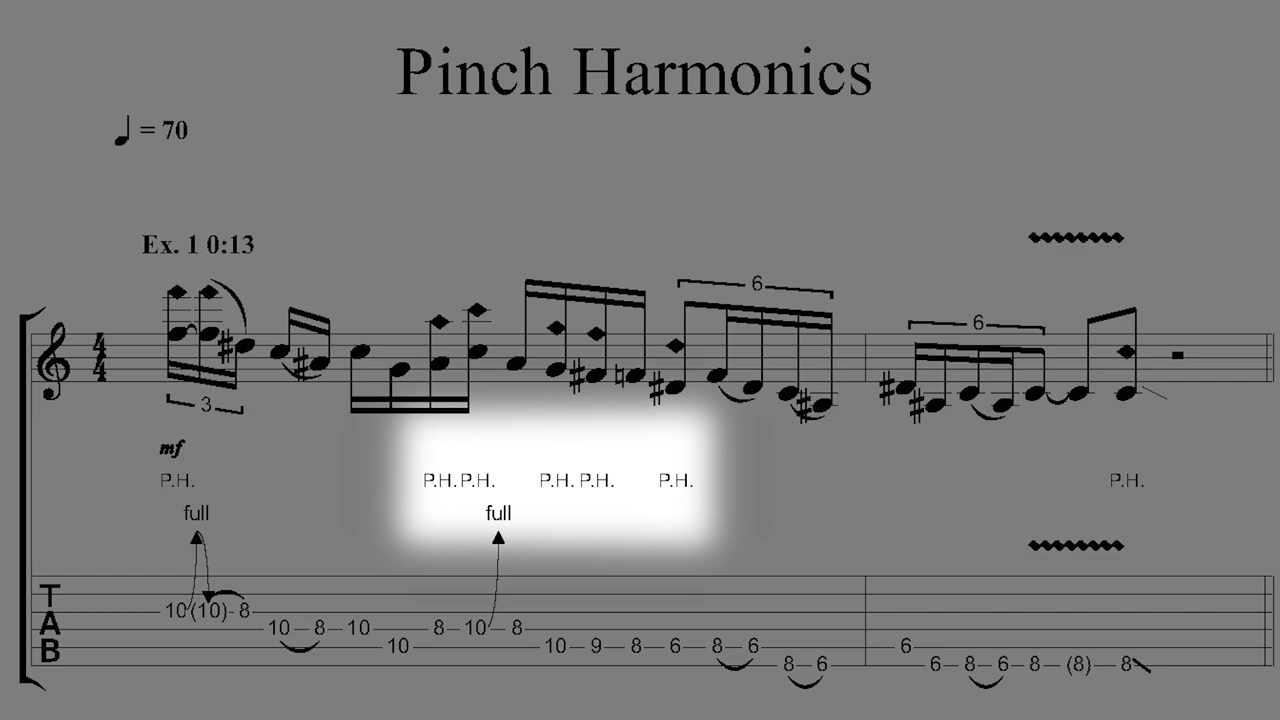 Pinch Harmonics
= 70
Ex. 1 0:13
6
6
4
4
3
mf
P.H. P.H. P.H. P.H. P.H. P.H. P.H.
full full
T
A
B
10 (10) 8
10 8 10 8 10 8
10 10 9 8 6 8 6 6
8 6 6 8 6 8 (8) 8